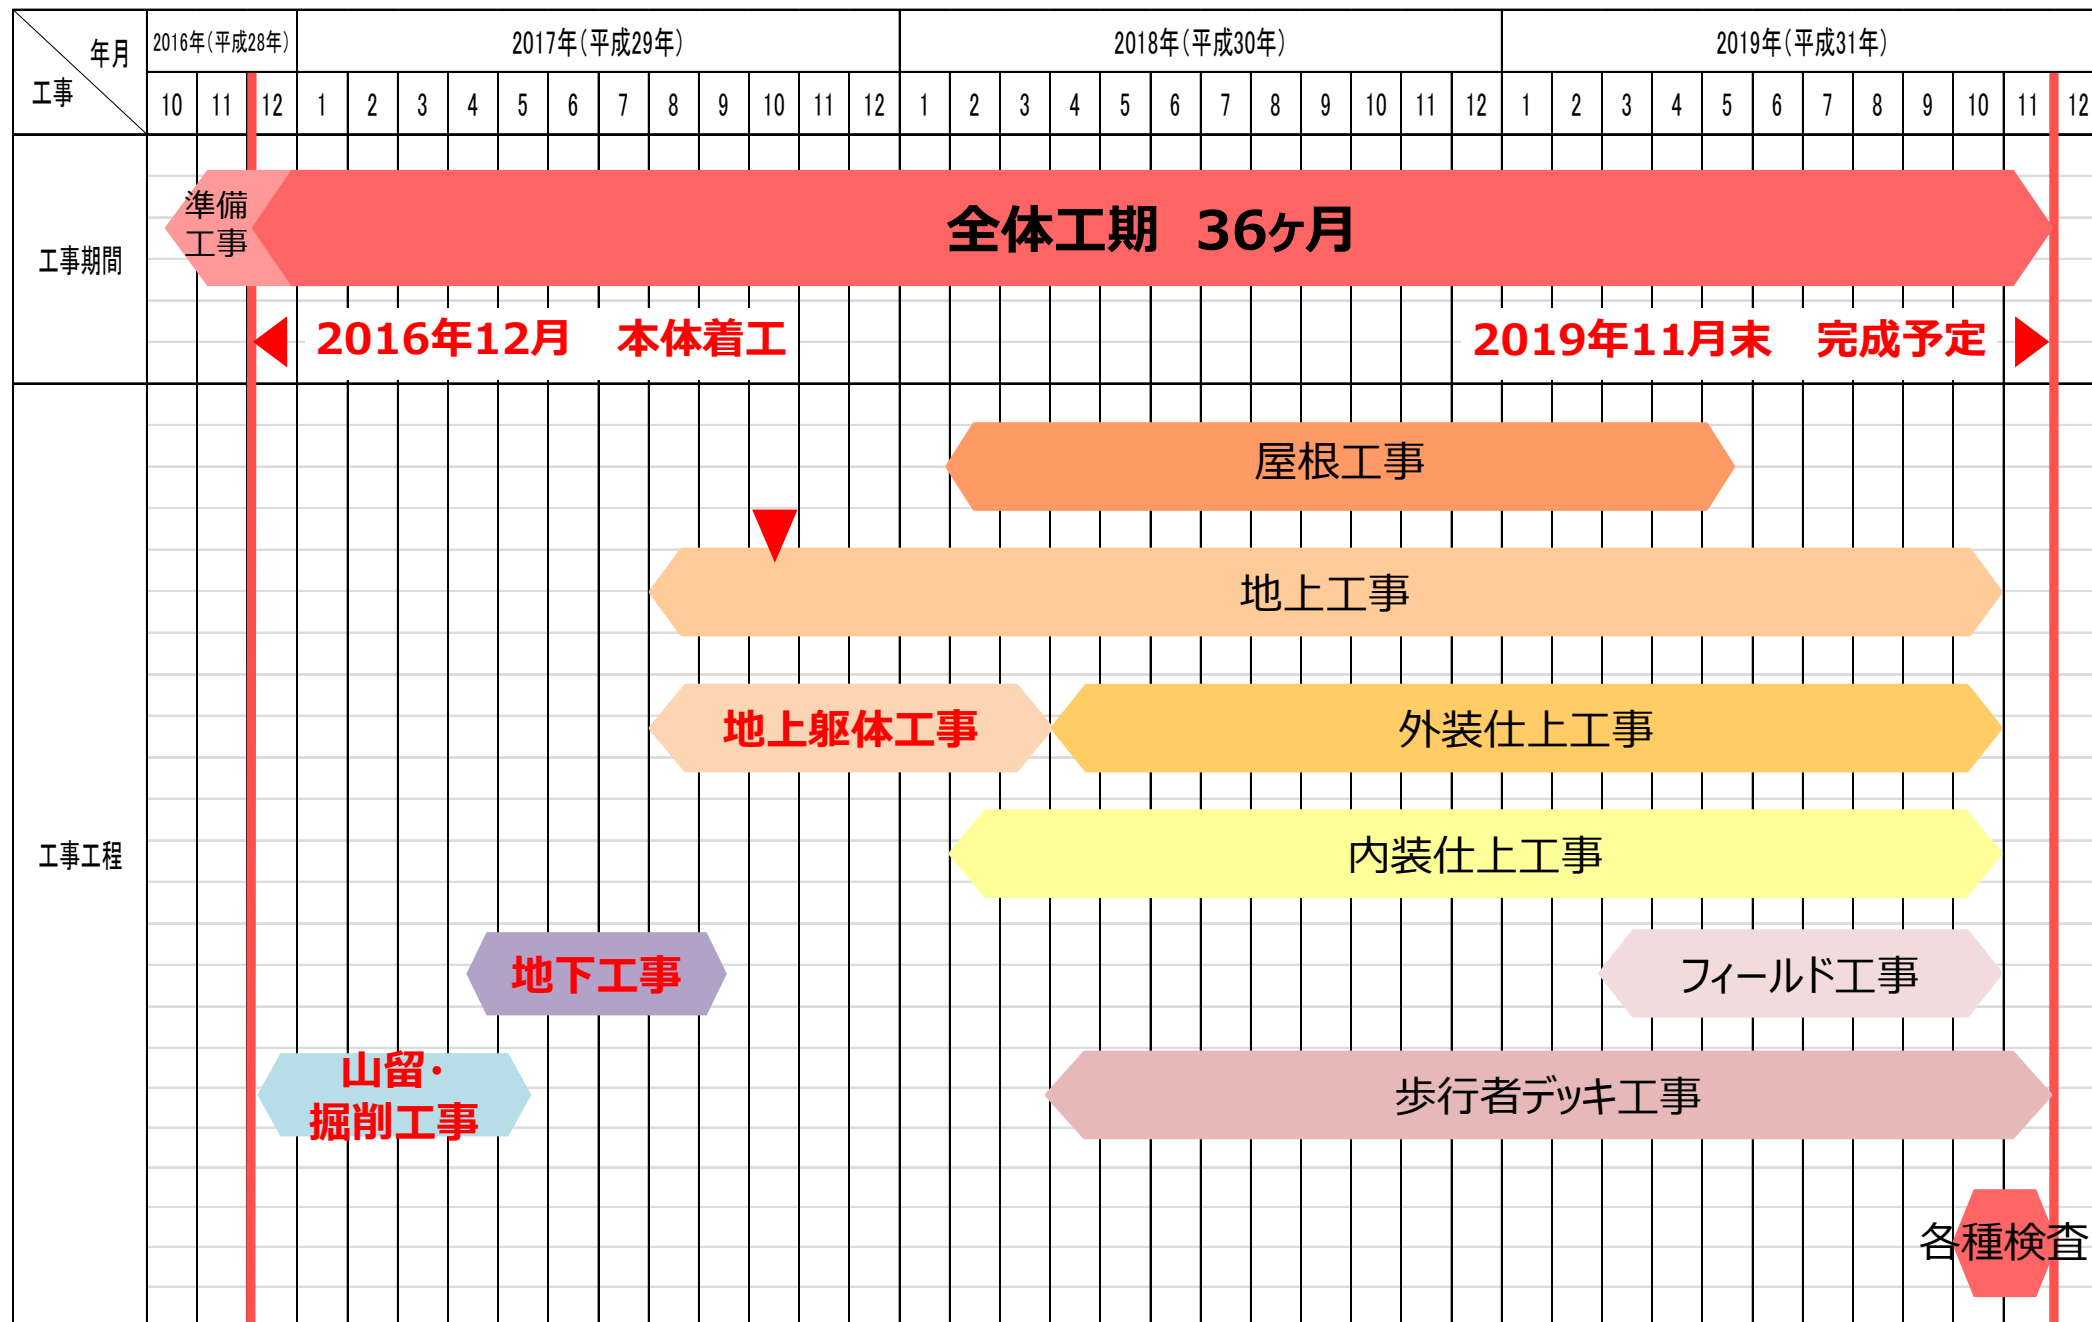 年月
工事
2016年(平成28年) 2017年(平成29年) 2018年(平成30年) 2019年(平成31年)
10 11 12 1 2 3 4 5 6 7 8 9 10 11 12 1 2 3 4 5 6 7 8 9 10 11 12 1 2 3 4 5 6 7 8 9 10 11 12
工事期間
準備
工事
全体工期 36ヶ月
2016年12月 本体着工
2019年11月末 完成予定
工事工程
屋根工事
地上工事
地上躯体工事
外装仕上工事
内装仕上工事
地下工事
フィールド工事
山留・
掘削工事
歩行者デッキ工事
各種検査